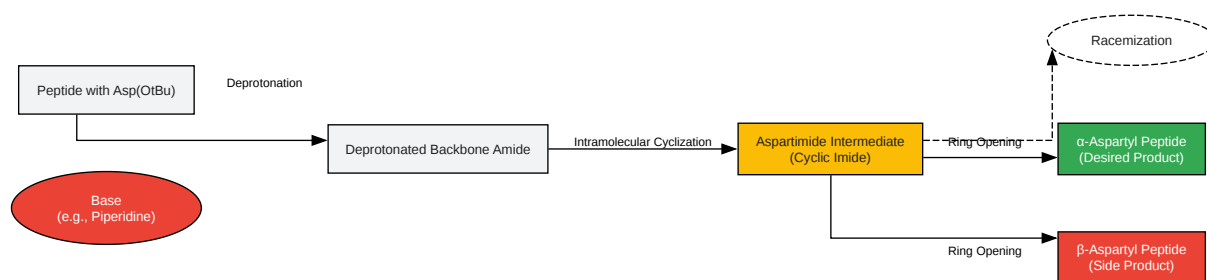 Racemization
Peptide with Asp(OtBu)
Deprotonation
Deprotonated Backbone Amide
Intramolecular Cyclization
Aspartimide Intermediate
(Cyclic Imide)
Ring Opening
α-Aspartyl Peptide
(Desired Product)
Base
(e.g., Piperidine)
Ring Opening
β-Aspartyl Peptide
(Side Product)